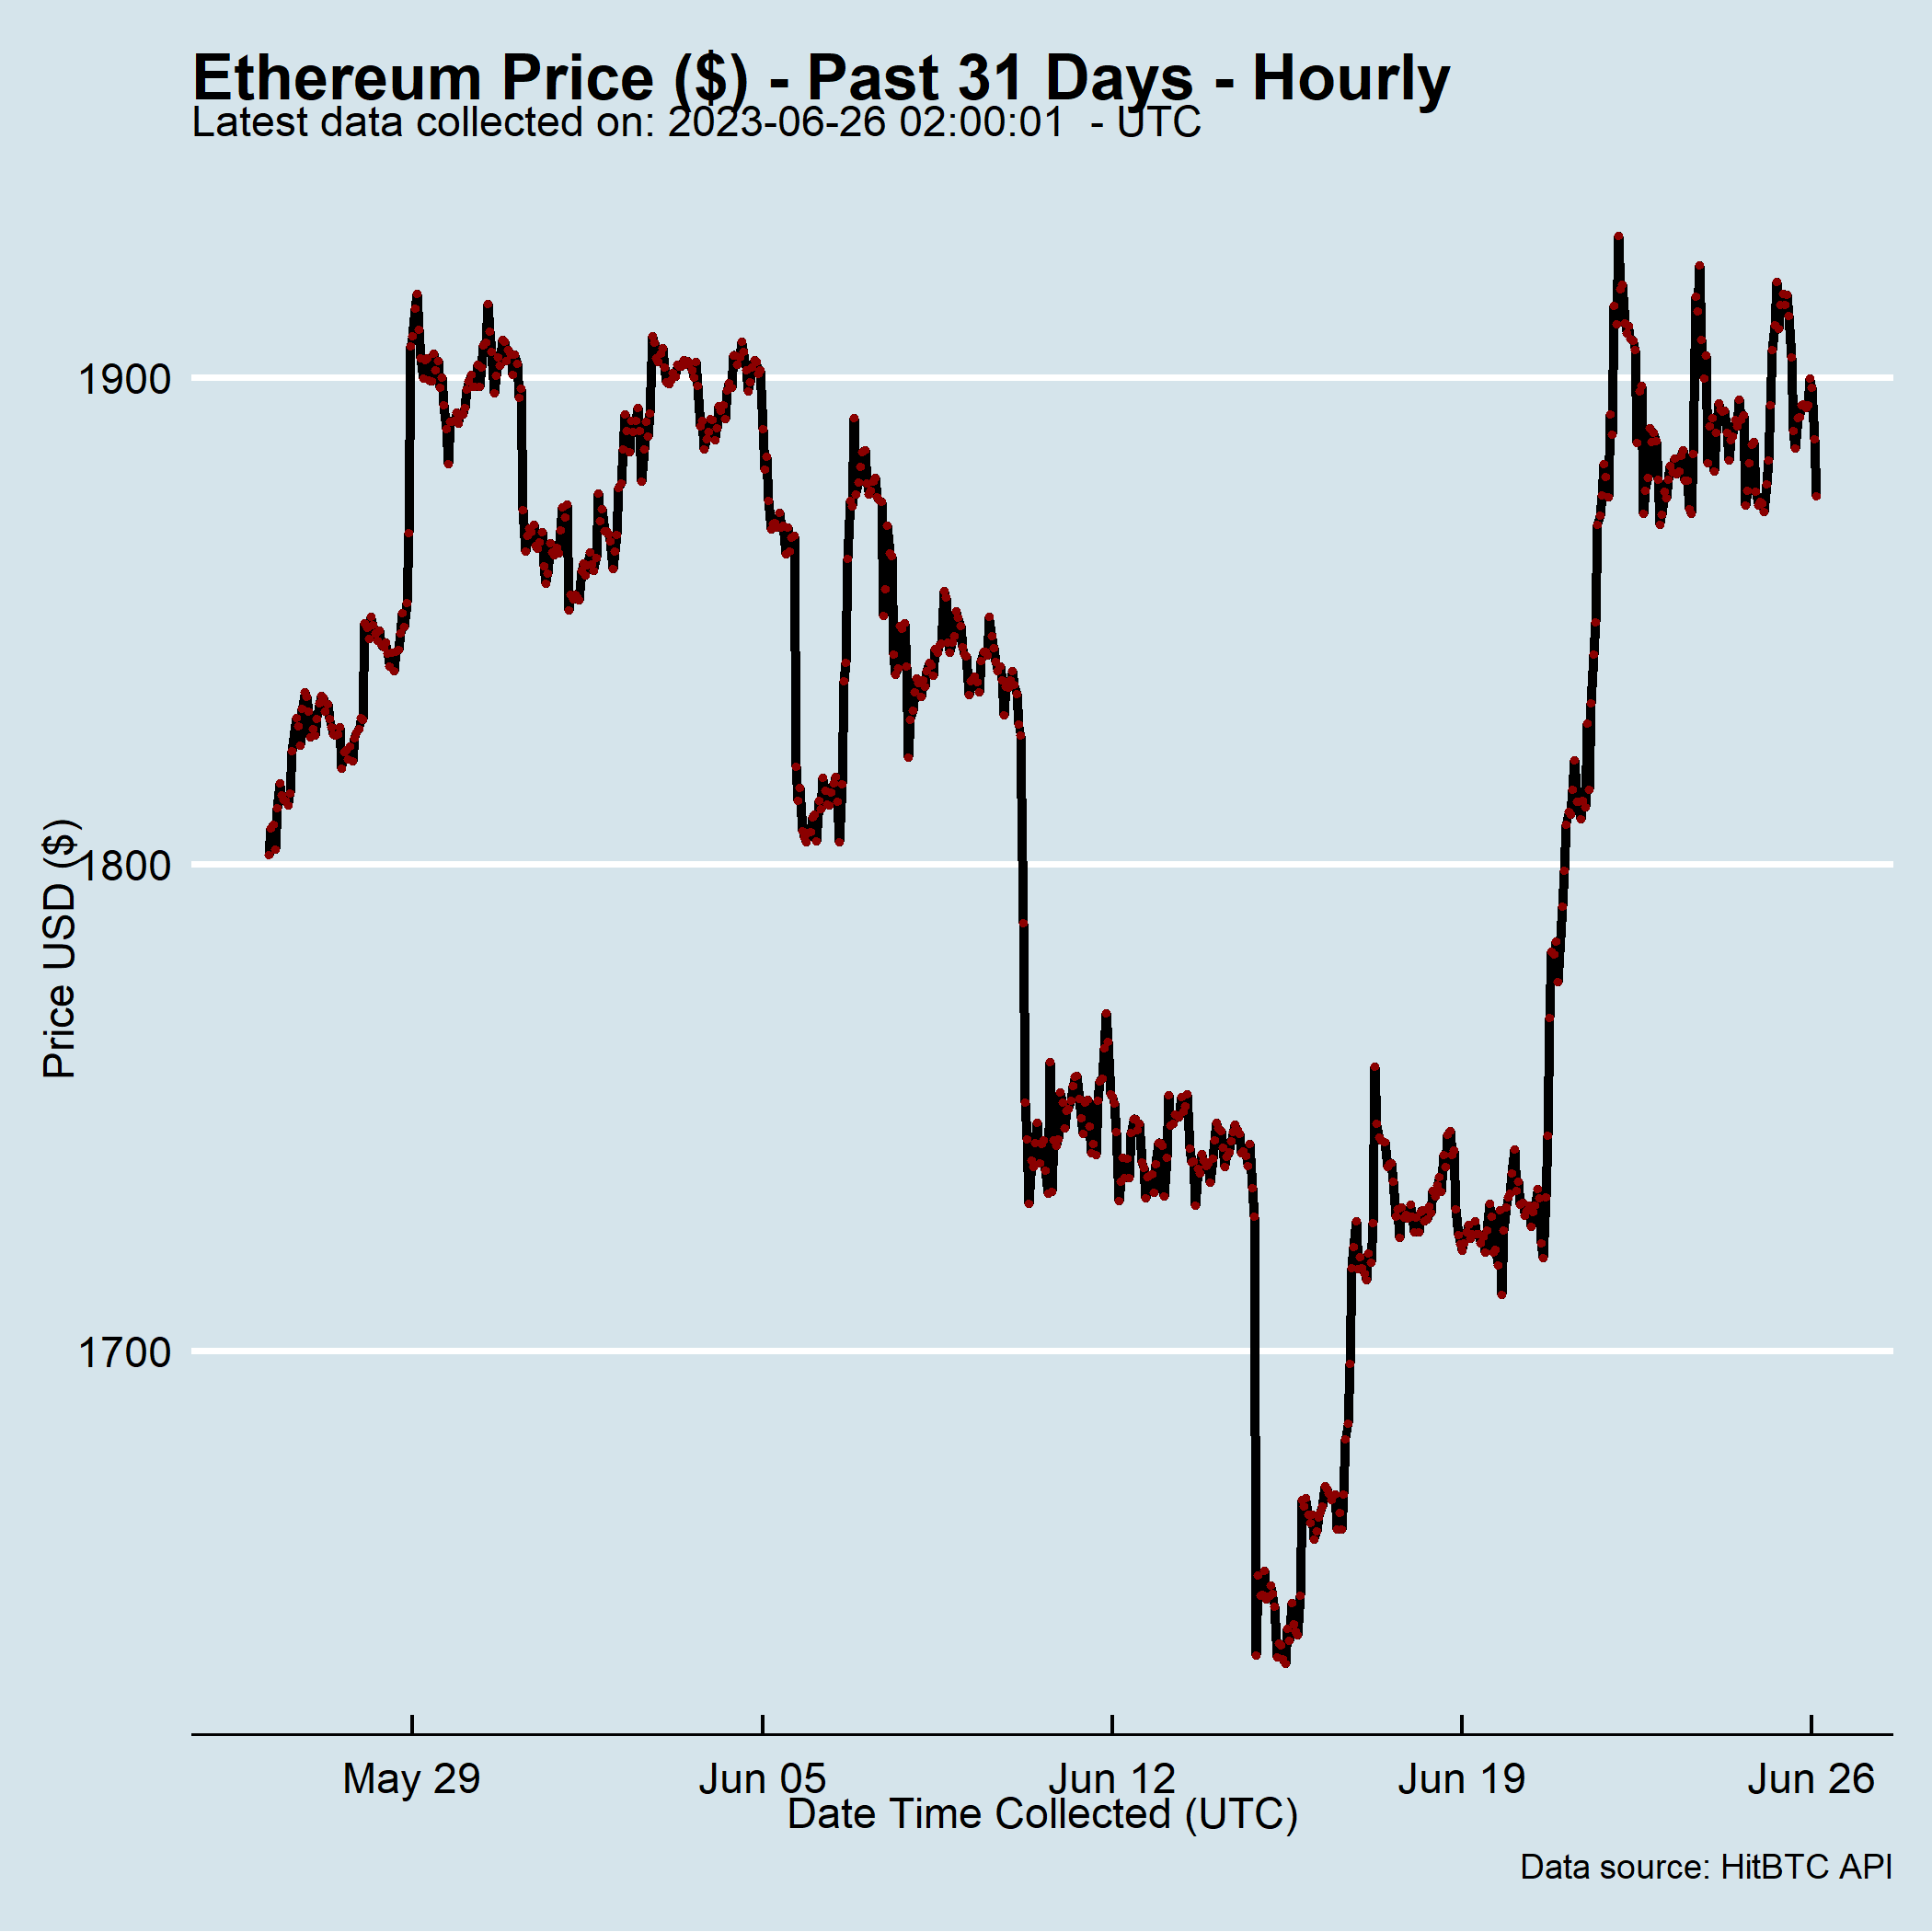 Ethereum Price ($) - Past 31 Days - Hourly
Latest data collected on: 2023-06-26 02:00:01  - UTC
Price USD ($)
1900
1800
1700
May 29 Jun 05 Jun 12 Jun 19 Jun 26
Date Time Collected (UTC)
Data source: HitBTC API